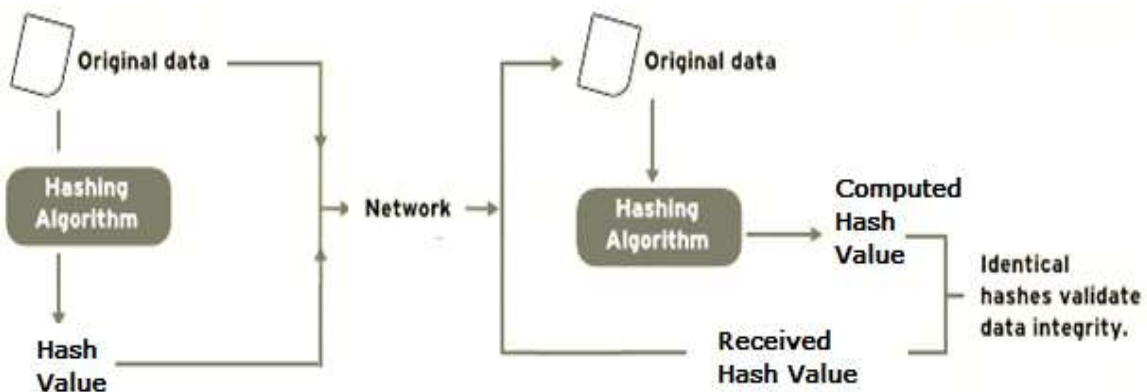 Original data
Hashing
Algorithm
Hash
Value
Network
Original data
Hashing
Algorithm
Computed
Hash
Value
Received
Hash Value
Identical
hashes validate
data integrity.